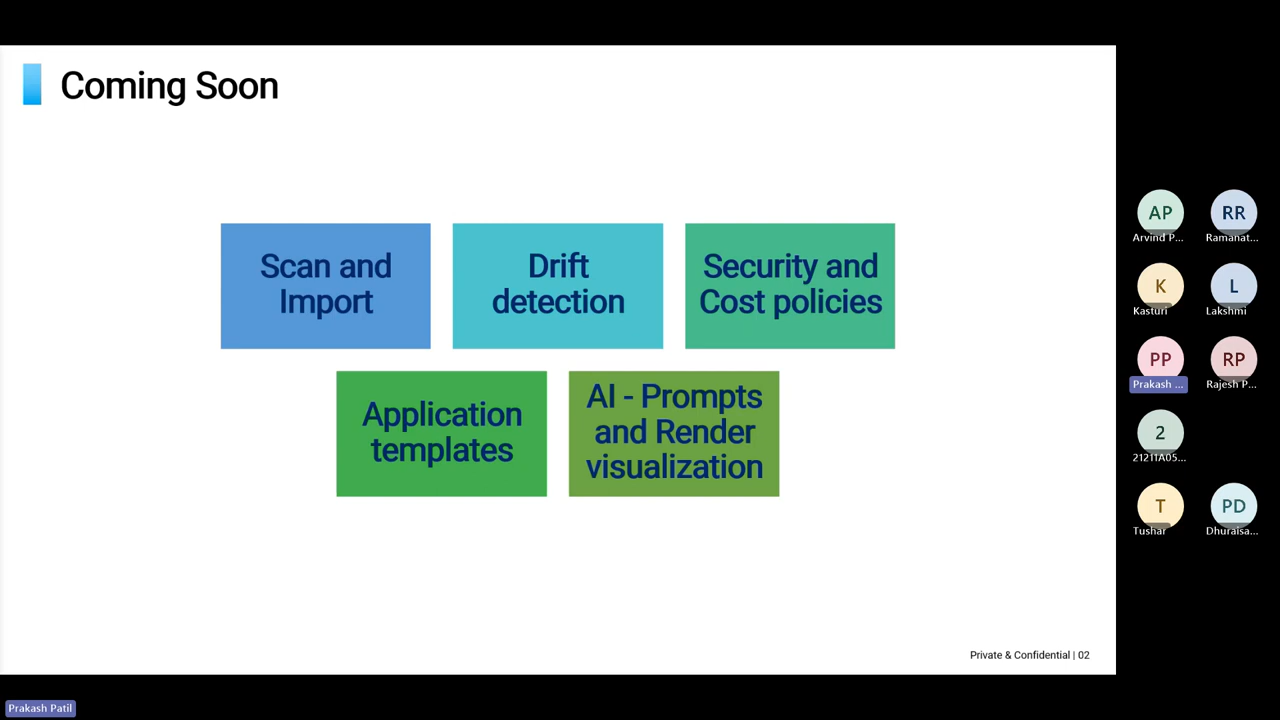 Coming Soon
Scan and
Import
Drift
detection
Security and
Cost policies
Application
templates
AI - Prompts
and Render
visualization
Private & Confidential | 02
AP
RR
Arvind P...
Ramanat...
K
L
Kasturi
Lakshmi
PP
RP
Prakash ...
Rajesh P...
2
21211A05...
T
PD
Tushar
Dhuraisa...
Prakash Patil